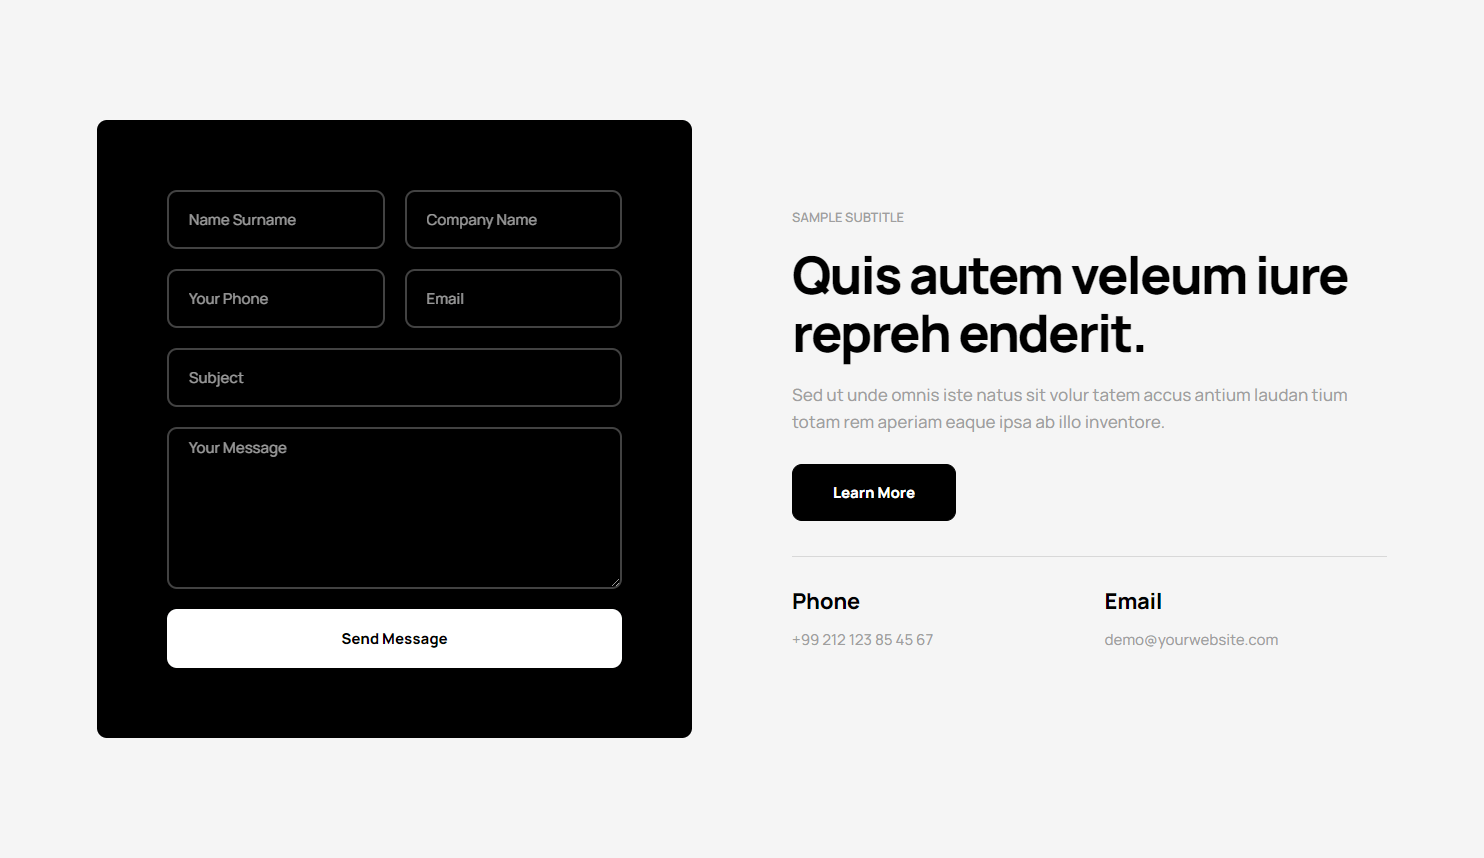 Name Surname
Company Name
Your Phone
Email
Subject
Your Message
Send Message
SAMPLE SUBTITLE
Quis autem veleum iure
repreh enderit.
Sed ut unde omnis iste natus sit volur tatem accus antium laudan tium
totam rem aperiam eaque ipsa ab illo inventore.
Learn More
Phone
+99 212 123 85 45 67
Email
demo@yourwebsite.com